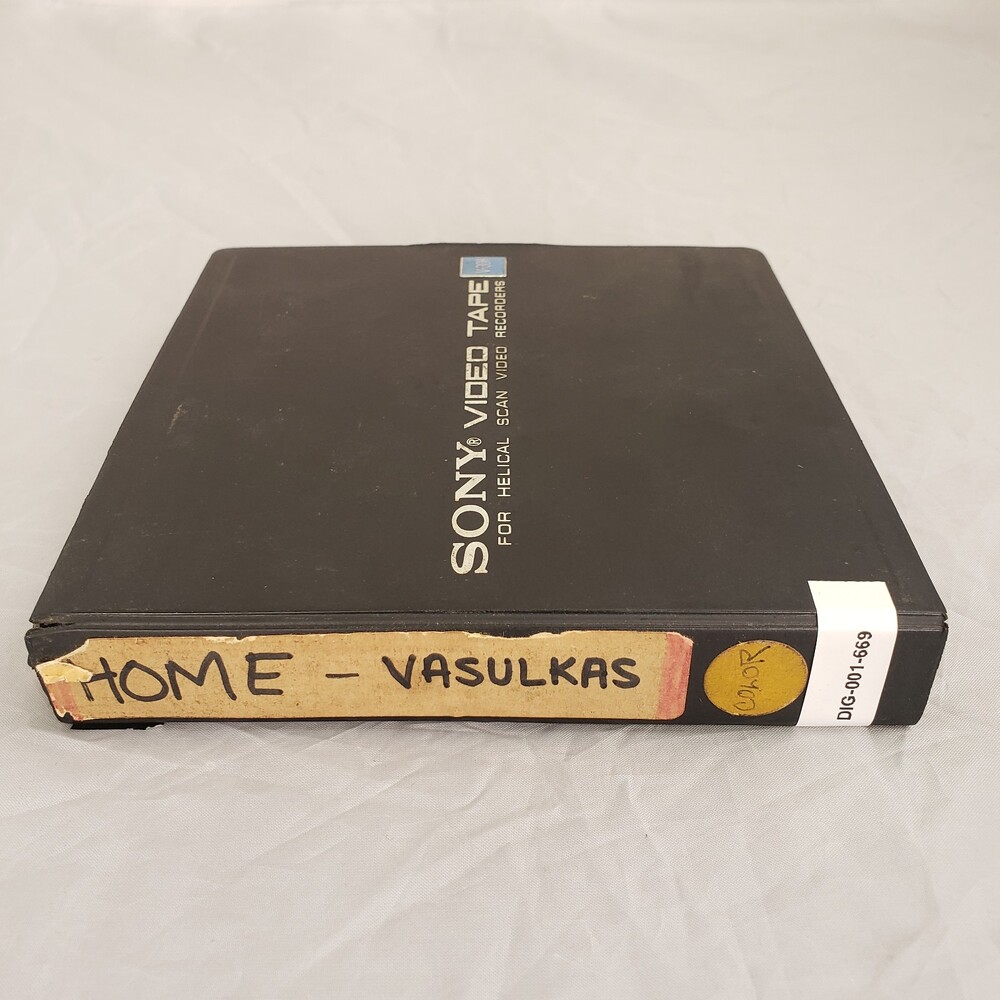 SONY® VIDEO TAPE
FOR HELICAL SCAN VIDEO RECORDERS
HOME - VASULKAS
COLOR
DIG-001-669